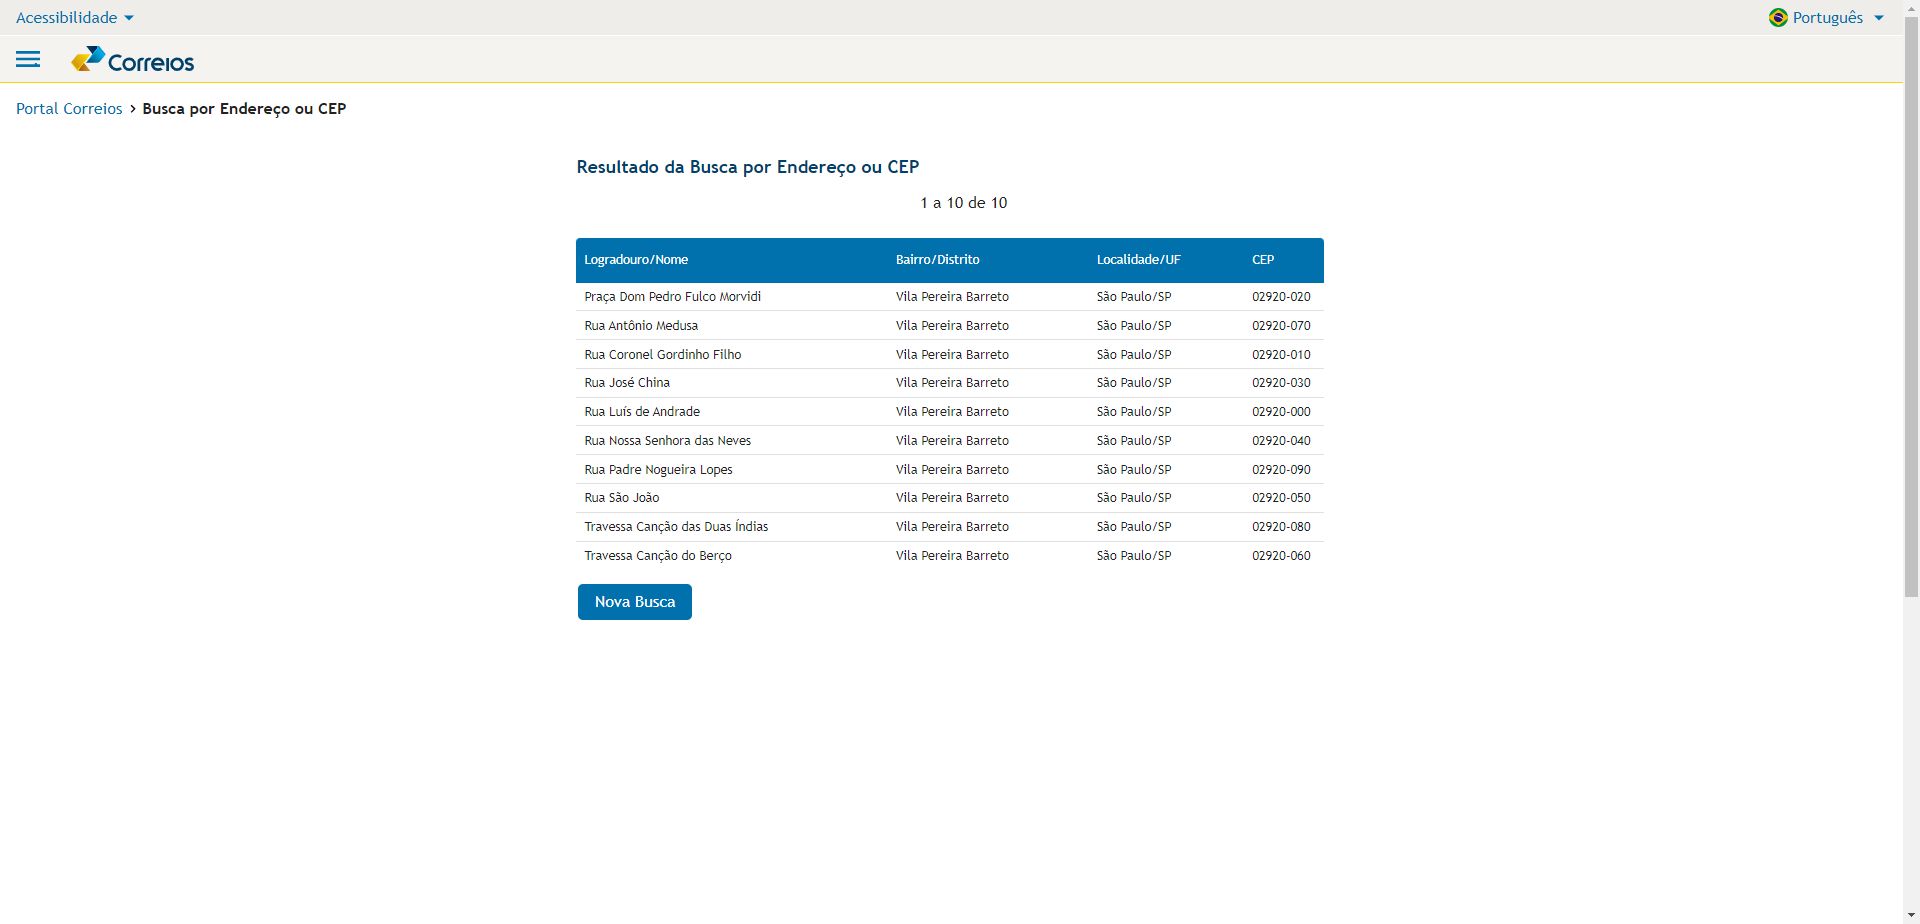 Acessibilidade Português
Correios
Portal Correios > Busca por Endereço ou CEP
Resultado da Busca por Endereço ou CEP
1 a 10 de 10
Logradouro/Nome Bairro/Distrito Localidade/UF CEP
Praça Dom Pedro Fulco Morvidi Vila Pereira Barreto São Paulo/SP 02920-020
Rua Antônio Medusa Vila Pereira Barreto São Paulo/SP 02920-070
Rua Coronel Gordinho Filho Vila Pereira Barreto São Paulo/SP 02920-010
Rua José China Vila Pereira Barreto São Paulo/SP 02920-030
Rua Luís de Andrade Vila Pereira Barreto São Paulo/SP 02920-000
Rua Nossa Senhora das Neves Vila Pereira Barreto São Paulo/SP 02920-040
Rua Padre Nogueira Lopes Vila Pereira Barreto São Paulo/SP 02920-090
Rua São João Vila Pereira Barreto São Paulo/SP 02920-050
Travessa Canção das Duas Índias Vila Pereira Barreto São Paulo/SP 02920-080
Travessa Canção do Berço Vila Pereira Barreto São Paulo/SP 02920-060
Nova Busca